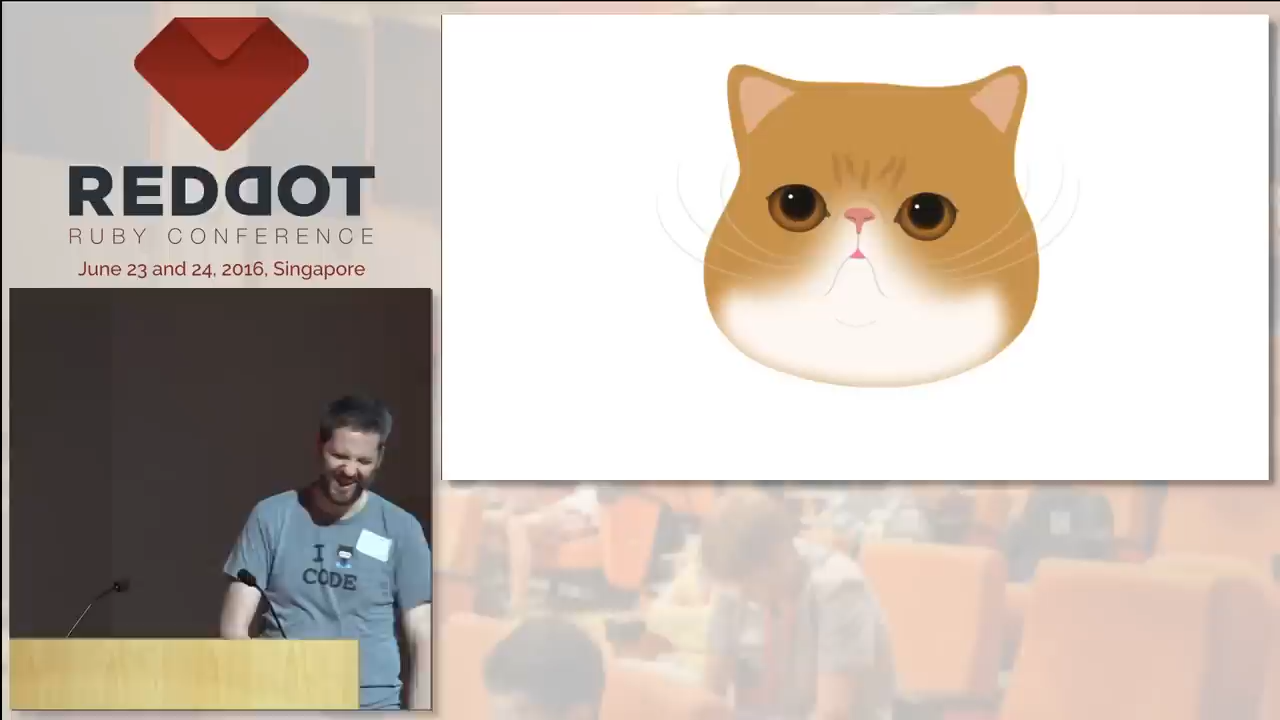 REDDOT
RUBY CONFERENCE
June 23 and 24, 2016, Singapore
I
CODE